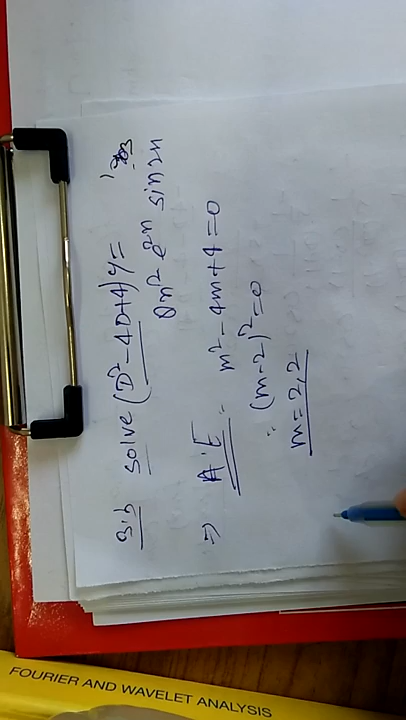 solve (D²-4D+4)y =
8x² e²ˣ sin2x
⇒ A.E m²-4m+4=0
∴ (m-2)²=0
m=2,2
FOURIER AND WAVELET ANALYSIS